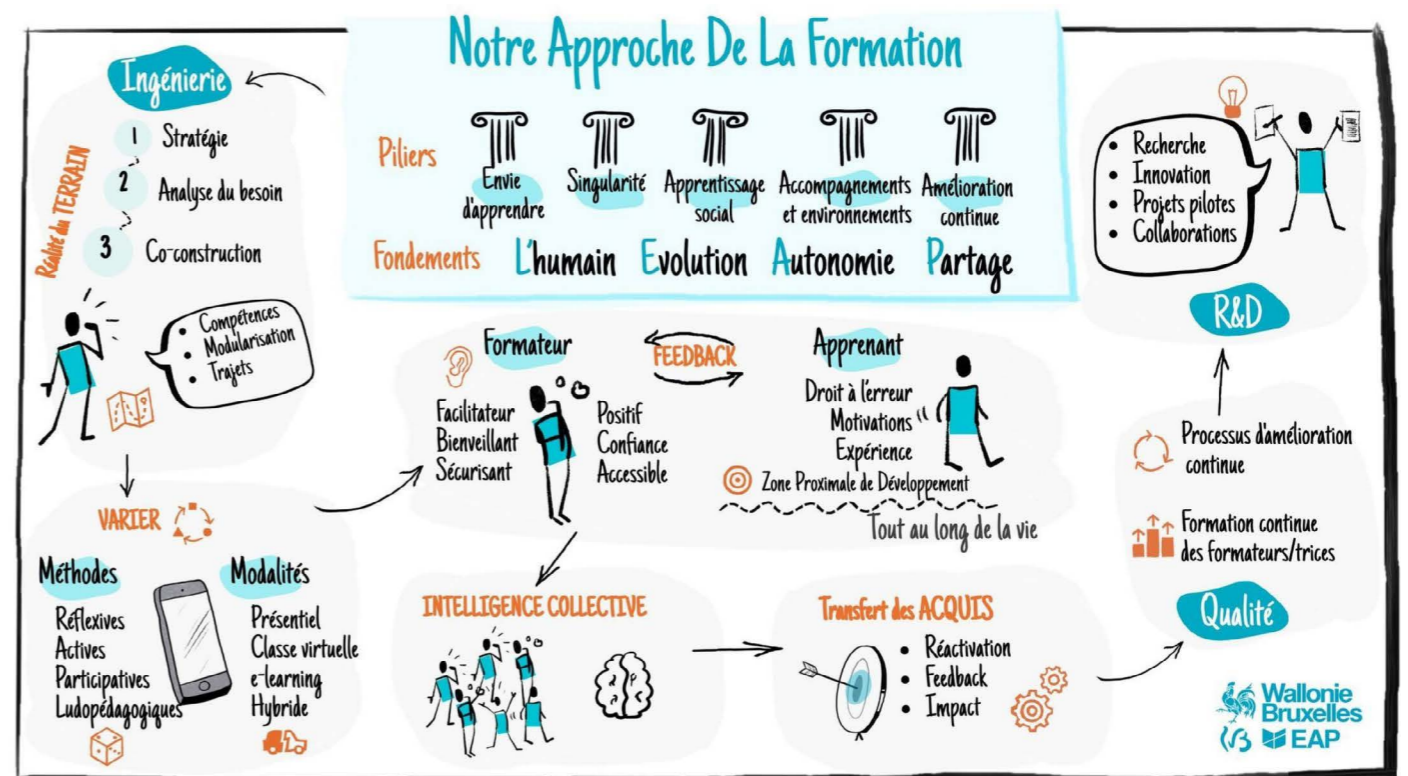 Notre Approche De La Formation
Piliers
Envie
d'apprendre
Singularité
Apprentissage
social
Accompagnements
et environnements
Amélioration
continue
Fondements
L'humain
Evolution
Autonomie
Partage
Ingénierie
Réalité du TERRAIN
1 Stratégie
2 Analyse du besoin
3 Co-construction
• Compétences
• Modularisation
• Trajets
VARIER
Méthodes
Réflexives
Actives
Participatives
Ludopédagogiques
Modalités
Présentiel
Classe virtuelle
e-learning
Hybride
Formateur
Facilitateur
Bienveillant
Sécurisant
Positif
Confiance
Accessible
FEEDBACK
Apprenant
Droit à l'erreur
Motivations
Expérience
Zone Proximale de Développement
Tout au long de la vie
INTELLIGENCE COLLECTIVE
Transfert des ACQUIS
• Réactivation
• Feedback
• Impact
Qualité
Formation continue
des formateurs/trices
Processus d'amélioration
continue
R&D
• Recherche
• Innovation
• Projets pilotes
• Collaborations
Wallonie
Bruxelles
EAP